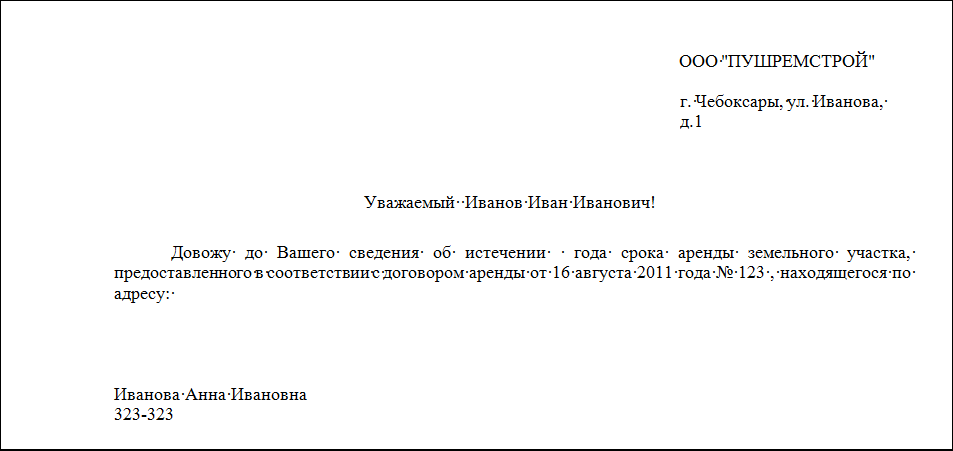 ООО "ПУШРЕМСТРОЙ"
г. Чебоксары, ул. Иванова,
д.1
Уважаемый  Иванов Иван Иванович!
Довожу до Вашего сведения об истечении  года срока аренды земельного участка,
предоставленного в соответствии с договором аренды от 16 августа 2011 года № 123 , находящегося по
адресу:
Иванова Анна Ивановна
323-323